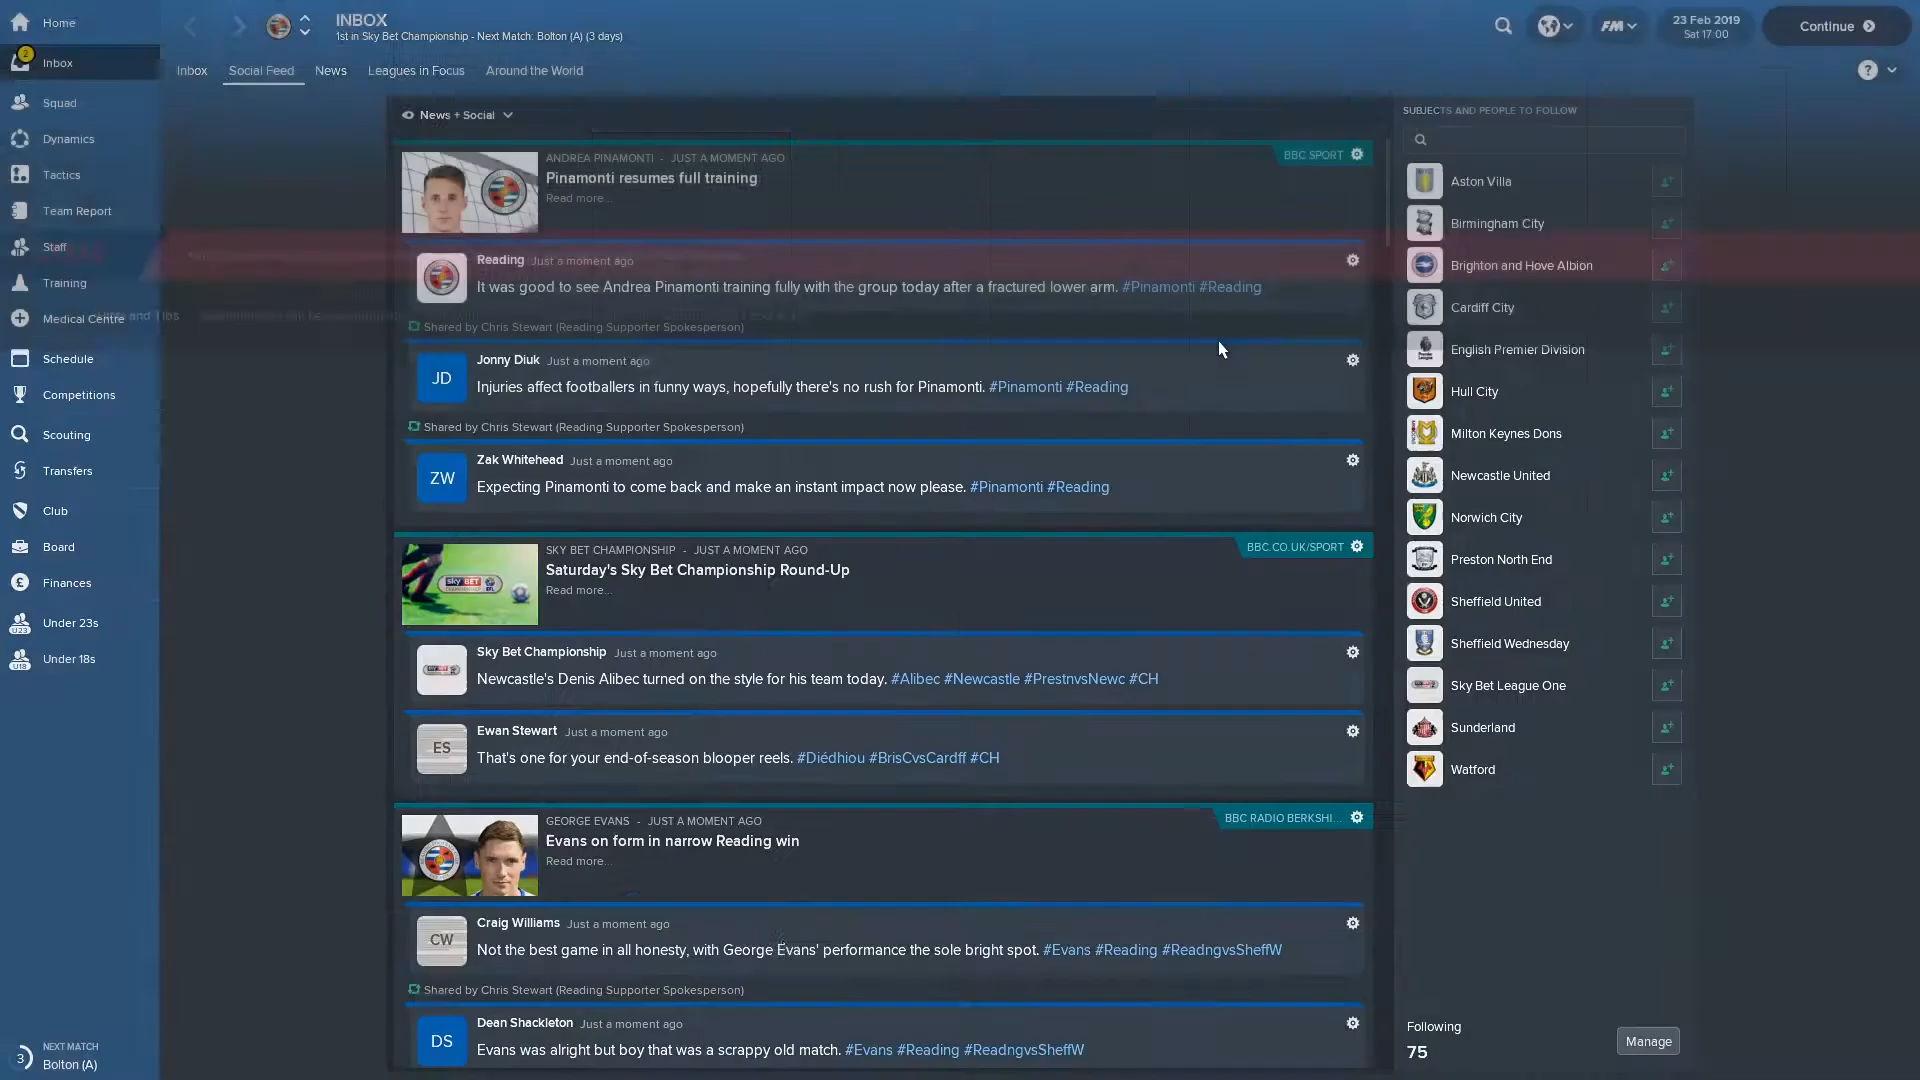 Home
2
Inbox
Squad
Dynamics
Tactics
Team Report
Staff
Training
Medical Centre
Schedule
Competitions
Scouting
Transfers
Club
Board
Finances
U23
Under 23s
U18
Under 18s
3
NEXT MATCH
Bolton (A)
INBOX
1st in Sky Bet Championship - Next Match: Bolton (A) (3 days)
FM
23 Feb 2019
Sat 17:00
Continue
Inbox
Social Feed
News
Leagues in Focus
Around the World
?
News + Social
ANDREA PINAMONTI - JUST A MOMENT AGO
BBC SPORT
Pinamonti resumes full training
Read more...
Reading Just a moment ago
It was good to see Andrea Pinamonti training fully with the group today after a fractured lower arm. #Pinamonti #Reading
Shared by Chris Stewart (Reading Supporter Spokesperson)
JD
Jonny Diuk Just a moment ago
Injuries affect footballers in funny ways, hopefully there's no rush for Pinamonti. #Pinamonti #Reading
Shared by Chris Stewart (Reading Supporter Spokesperson)
ZW
Zak Whitehead Just a moment ago
Expecting Pinamonti to come back and make an instant impact now please. #Pinamonti #Reading
sky BET
SKY BET CHAMPIONSHIP - JUST A MOMENT AGO
BBC.CO.UK/SPORT
Saturday's Sky Bet Championship Round-Up
Read more...
Sky Bet Championship Just a moment ago
Newcastle's Denis Alibec turned on the style for his team today. #Alibec #Newcastle #PrestnvsNewc #CH
ES
Ewan Stewart Just a moment ago
That's one for your end-of-season blooper reels. #Diédhiou #BrisCvsCardff #CH
GEORGE EVANS - JUST A MOMENT AGO
BBC RADIO BERKSHI...
Evans on form in narrow Reading win
Read more...
CW
Craig Williams Just a moment ago
Not the best game in all honesty, with George Evans' performance the sole bright spot. #Evans #Reading #ReadngvsSheffW
Shared by Chris Stewart (Reading Supporter Spokesperson)
DS
Dean Shackleton Just a moment ago
Evans was alright but boy that was a scrappy old match. #Evans #Reading #ReadngvsSheffW
SUBJECTS AND PEOPLE TO FOLLOW
Aston Villa
Birmingham City
Brighton and Hove Albion
Cardiff City
English Premier Division
Hull City
Milton Keynes Dons
Newcastle United
Norwich City
Preston North End
Sheffield United
Sheffield Wednesday
Sky Bet League One
Sunderland
Watford
Following
75
Manage